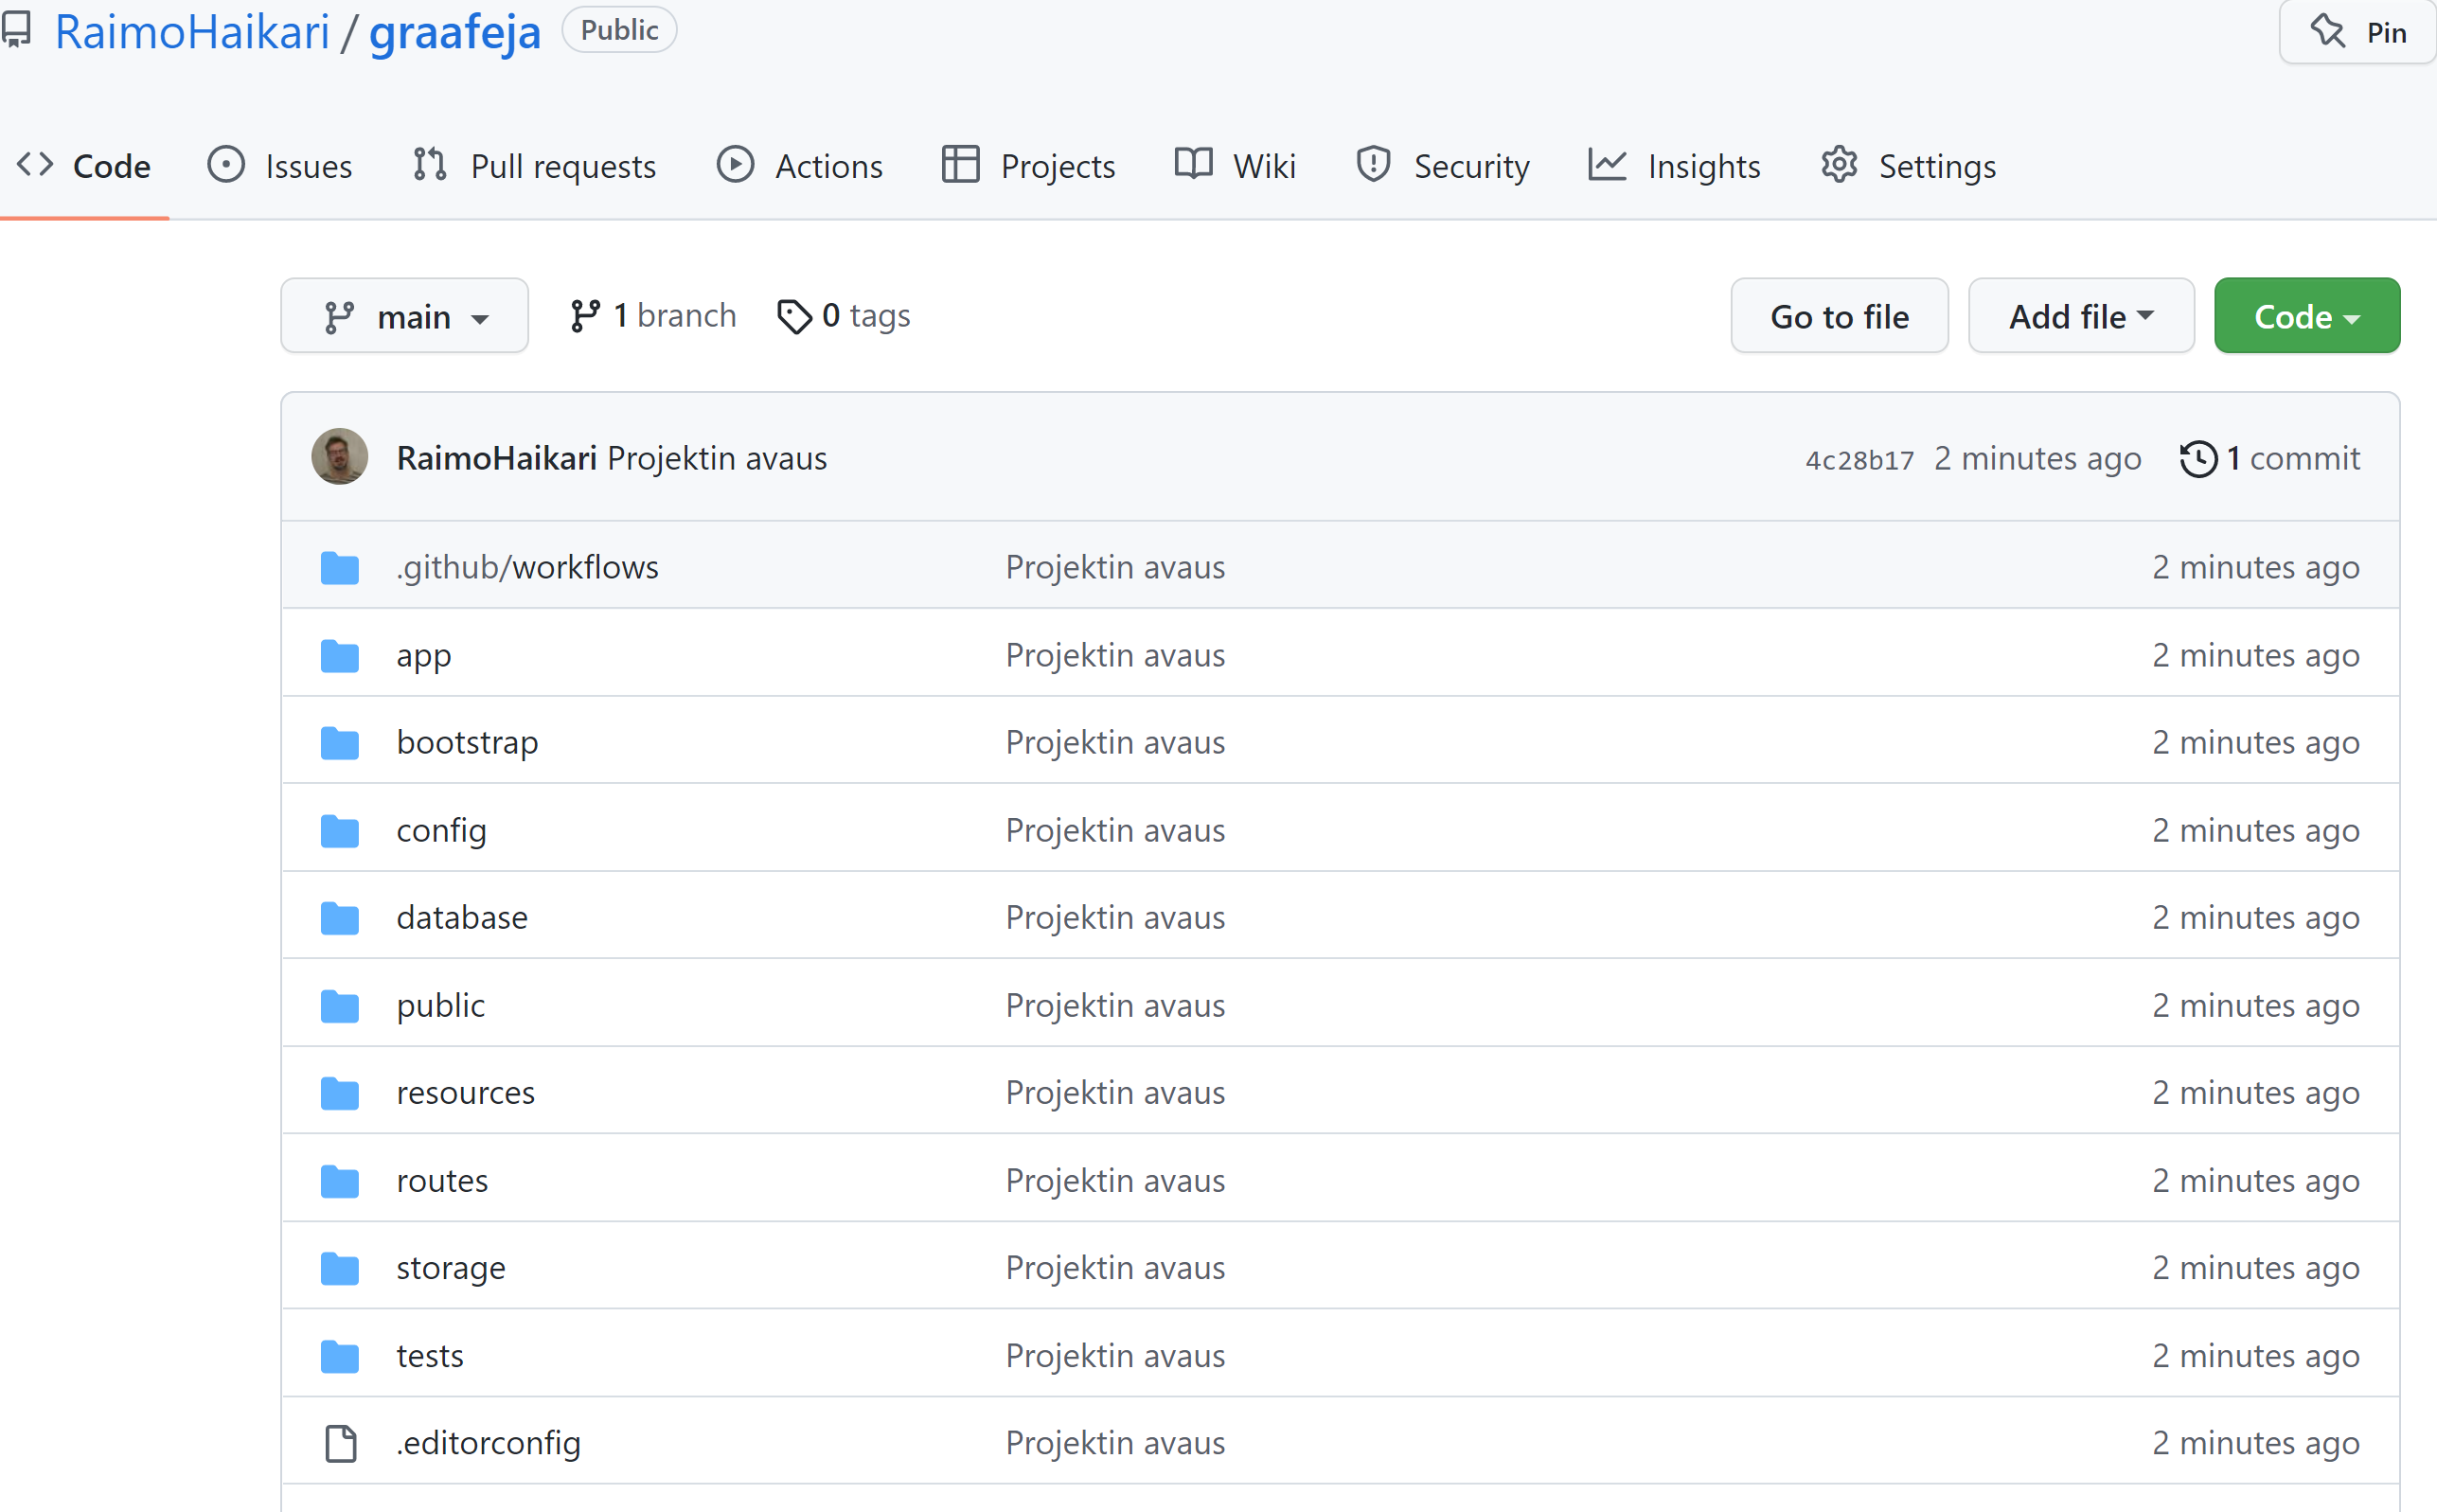 RaimoHaikari / graafeja Public Pin
Code Issues Pull requests Actions Projects Wiki Security Insights Settings
main 1 branch 0 tags Go to file Add file Code
RaimoHaikari Projektin avaus 4c28b17 2 minutes ago 1 commit
.github/workflows Projektin avaus 2 minutes ago
app Projektin avaus 2 minutes ago
bootstrap Projektin avaus 2 minutes ago
config Projektin avaus 2 minutes ago
database Projektin avaus 2 minutes ago
public Projektin avaus 2 minutes ago
resources Projektin avaus 2 minutes ago
routes Projektin avaus 2 minutes ago
storage Projektin avaus 2 minutes ago
tests Projektin avaus 2 minutes ago
.editorconfig Projektin avaus 2 minutes ago